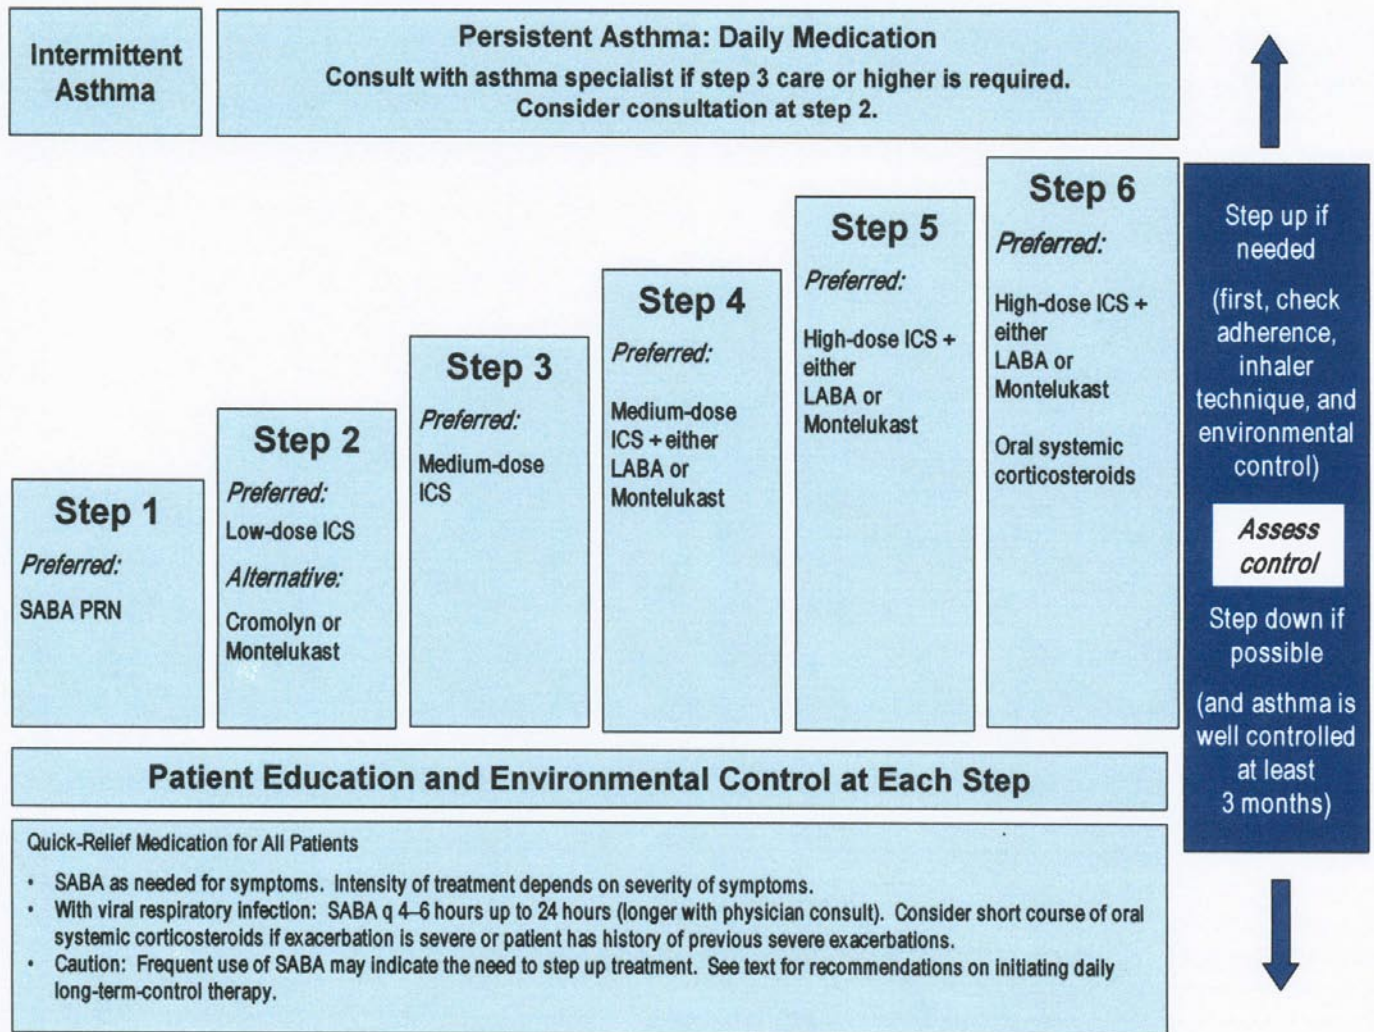 Intermittent
Asthma
Persistent Asthma: Daily Medication
Consult with asthma specialist if step 3 care or higher is required.
Consider consultation at step 2.
Step 1
Preferred:
SABA PRN
Step 2
Preferred:
Low-dose ICS
Alternative:
Cromolyn or
Montelukast
Step 3
Preferred:
Medium-dose
ICS
Step 4
Preferred:
Medium-dose
ICS + either
LABA or
Montelukast
Step 5
Preferred:
High-dose ICS +
either
LABA or
Montelukast
Step 6
Preferred:
High-dose ICS +
either
LABA or
Montelukast
Oral systemic
corticosteroids
Step up if
needed
(first, check
adherence,
inhaler
technique, and
environmental
control)
Assess
control
Step down if
possible
(and asthma is
well controlled
at least
3 months)
Patient Education and Environmental Control at Each Step
Quick-Relief Medication for All Patients
• SABA as needed for symptoms. Intensity of treatment depends on severity of symptoms.
• With viral respiratory infection: SABA q 4–6 hours up to 24 hours (longer with physician consult). Consider short course of oral
systemic corticosteroids if exacerbation is severe or patient has history of previous severe exacerbations.
• Caution: Frequent use of SABA may indicate the need to step up treatment. See text for recommendations on initiating daily
long-term-control therapy.